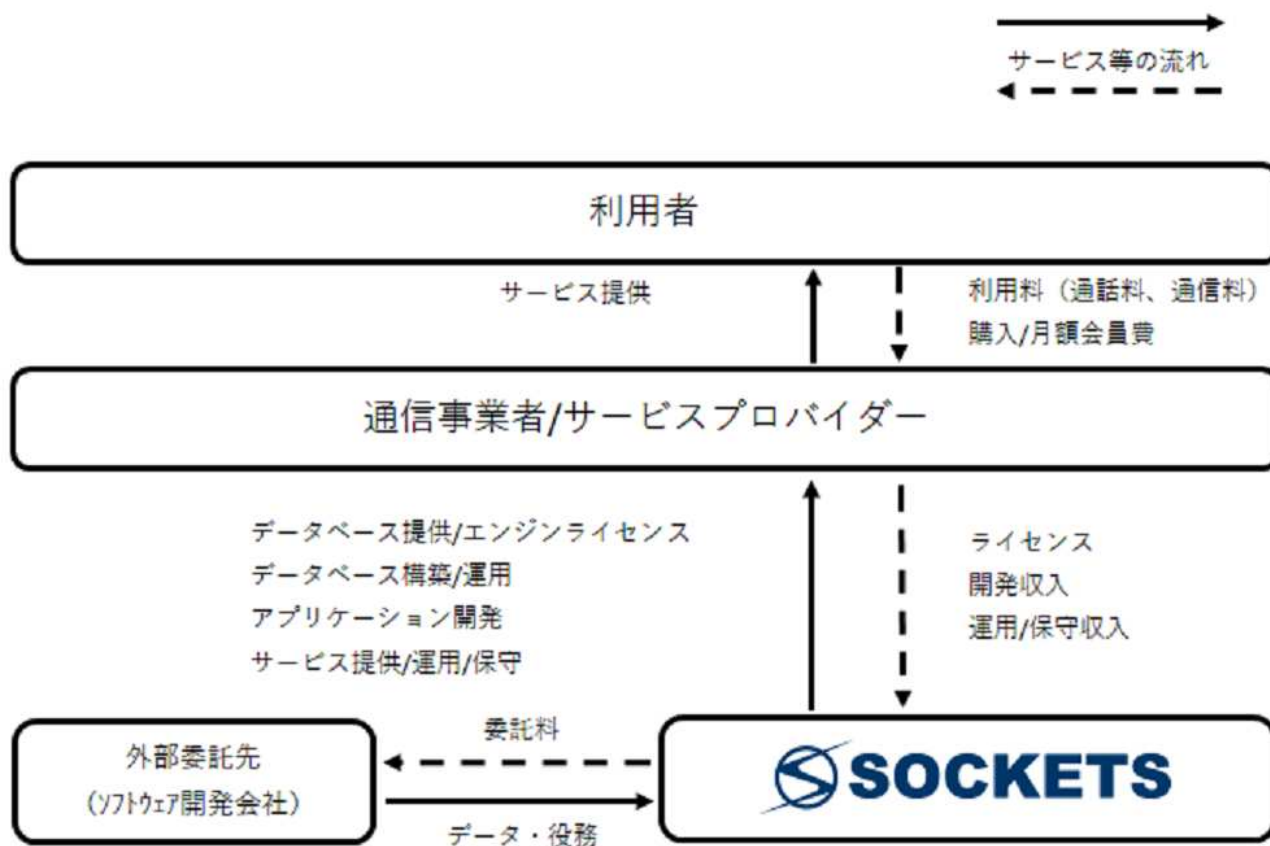 サービス等の流れ
利用者
サービス提供
利用料（通話料、通信料）
購入/月額会員費
通信事業者/サービスプロバイダー
データベース提供/エンジンライセンス
データベース構築/運用
アプリケーション開発
サービス提供/運用/保守
ライセンス
開発収入
運用/保守収入
外部委託先
（ｿﾌﾄｳｪｱ開発会社）
委託料
データ・役務
SOCKETS